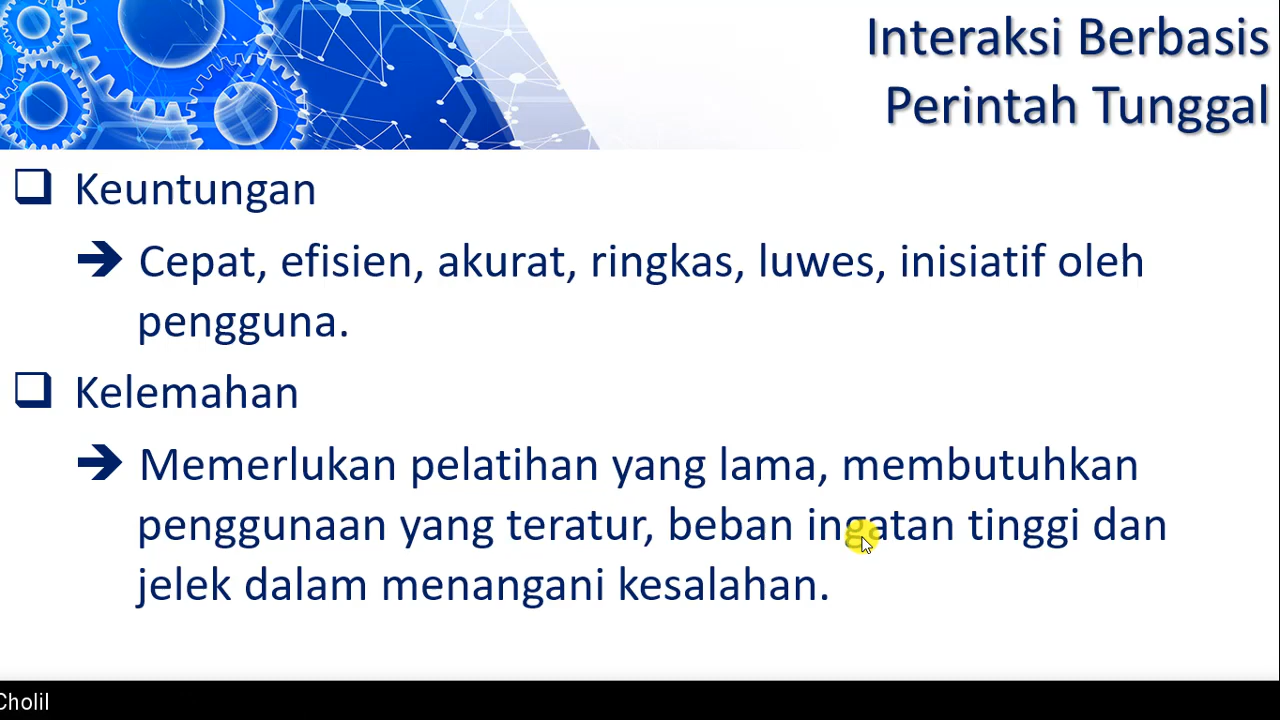 Interaksi Berbasis
Perintah Tunggal
Keuntungan
Cepat, efisien, akurat, ringkas, luwes, inisiatif oleh
pengguna.
Kelemahan
Memerlukan pelatihan yang lama, membutuhkan
penggunaan yang teratur, beban ingatan tinggi dan
jelek dalam menangani kesalahan.
Cholil